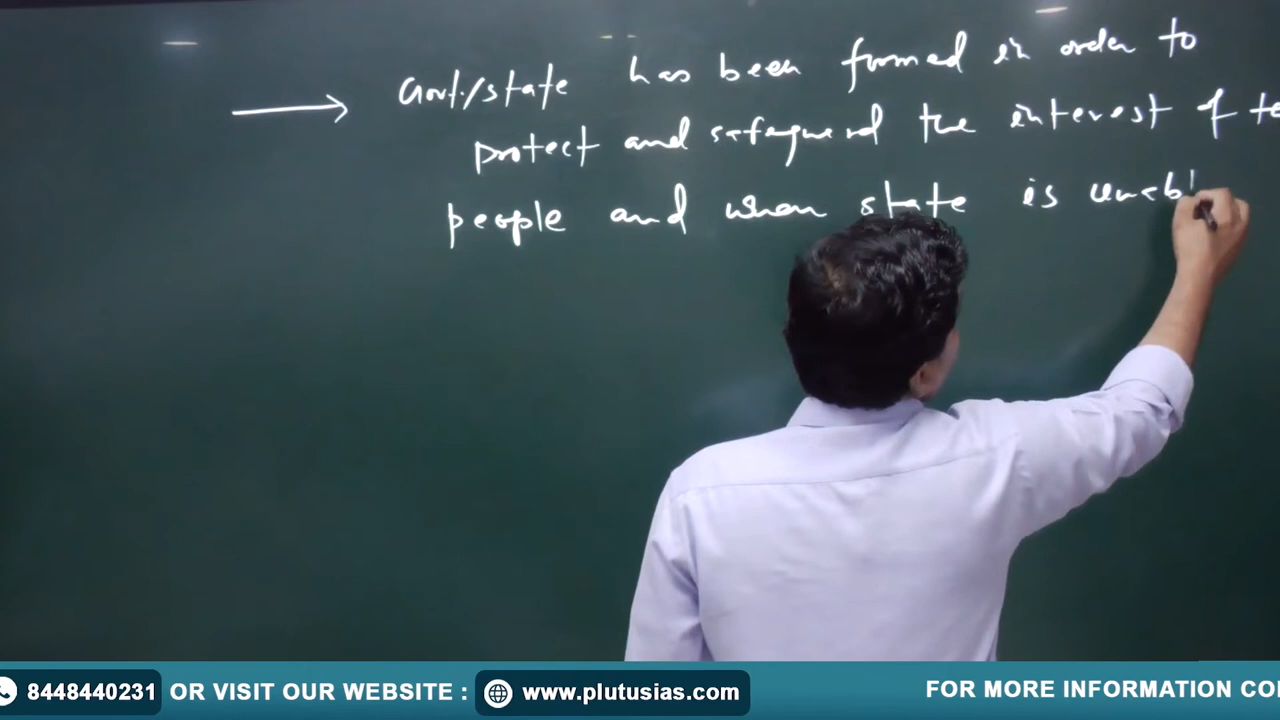 → Govt./state has been formed in order to
protect and safeguard the interest of te
people and when state is unabl
8448440231 OR VISIT OUR WEBSITE : www.plutusias.com FOR MORE INFORMATION CO